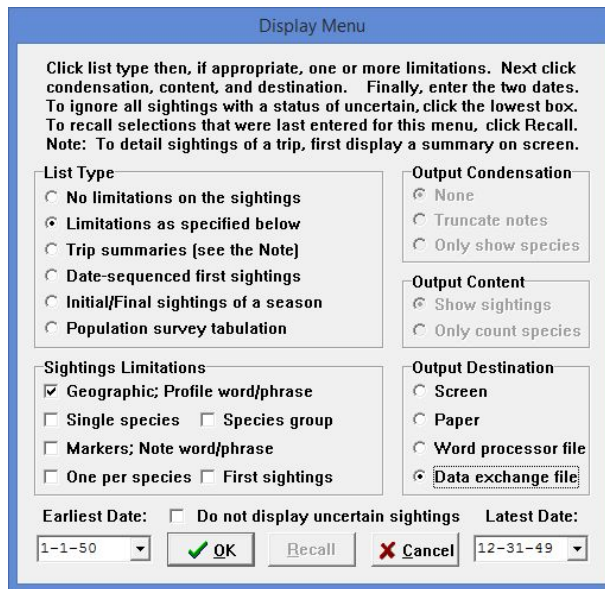 Display Menu
Click list type then, if appropriate, one or more limitations.  Next click
condensation, content, and destination.    Finally, enter the two dates.
To ignore all sightings with a status of uncertain, click the lowest box.
To recall selections that were last entered for this menu,  click Recall.
Note:  To detail sightings of a trip, first display a summary on screen.
List Type
No limitations on the sightings
Limitations as specified below
Trip summaries (see the Note)
Date-sequenced first sightings
Initial/Final sightings of a season
Population survey tabulation
Output Condensation
None
Truncate notes
Only show species
Output Content
Show sightings
Only count species
Sightings Limitations
Geographic; Profile word/phrase
Single species Species group
Markers; Note word/phrase
One per species First sightings
Output Destination
Screen
Paper
Word processor file
Data exchange file
Earliest Date: Do not display uncertain sightings Latest Date:
1-1-50 OK Recall Cancel 12-31-49